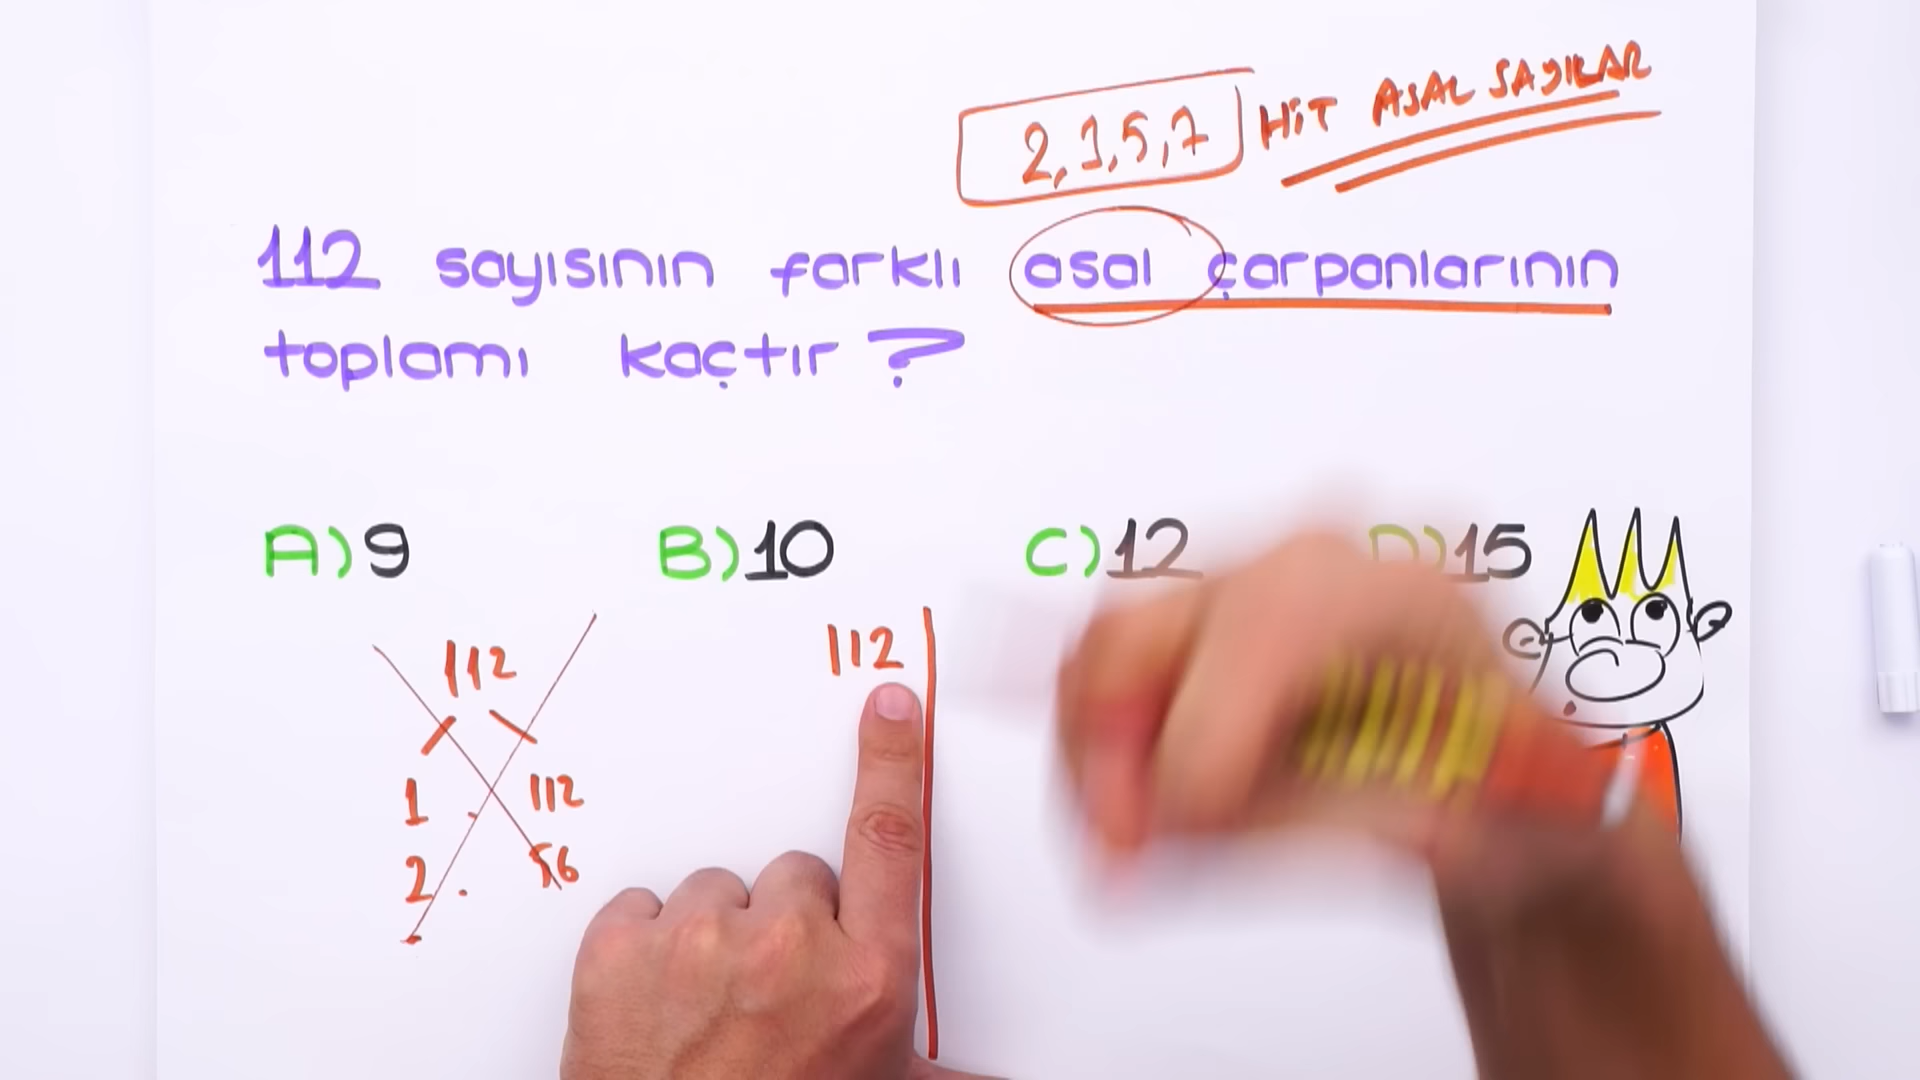 2, 3, 5, 7 HİT ASAL SAYILAR
112 sayısının farklı asal çarpanlarının
toplamı kaçtır?
A) 9 B) 10 C) 12 D) 15
112 112
1 . 112
2 . 56